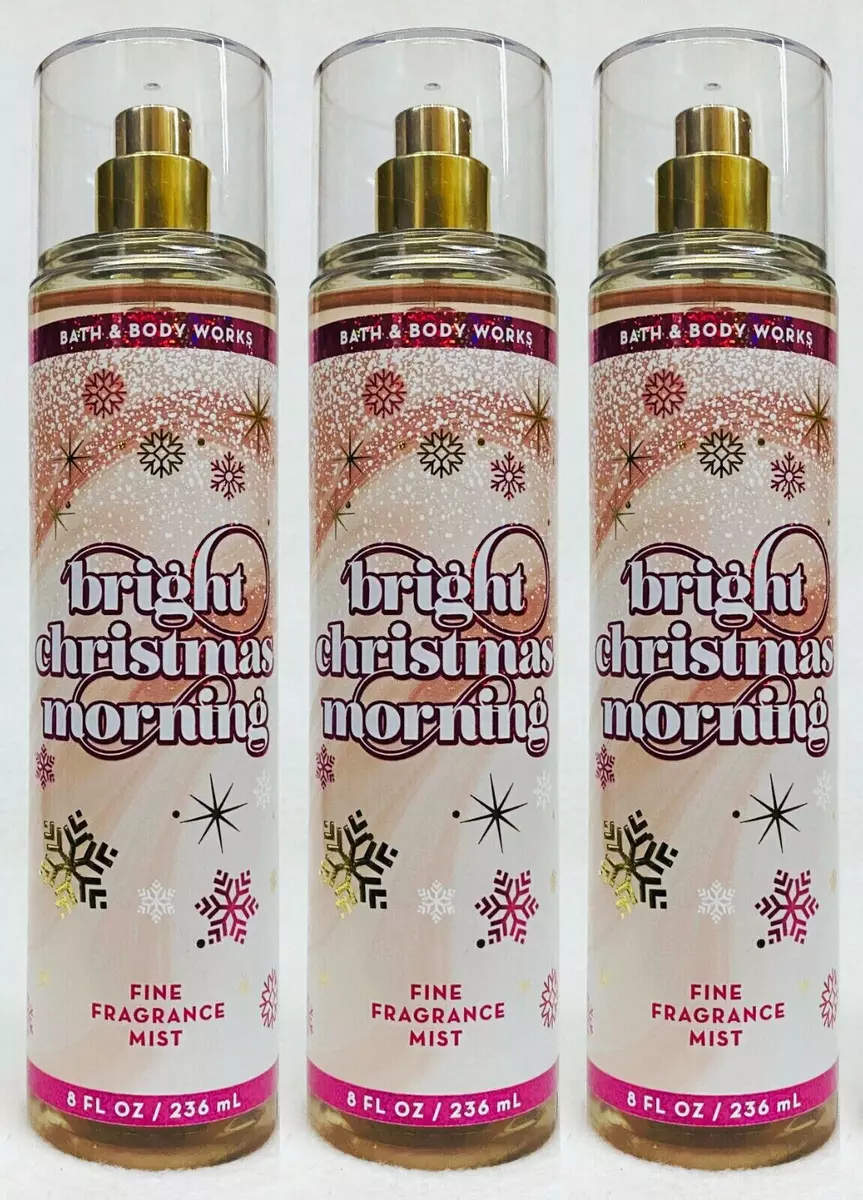 BATH & BODY WORKS
bright
christmas
morning
FINE
FRAGRANCE
MIST
8 FL OZ / 236 mL
BATH & BODY WORKS
bright
christmas
morning
FINE
FRAGRANCE
MIST
8 FL OZ / 236 mL
BATH & BODY WORKS
bright
christmas
morning
FINE
FRAGRANCE
MIST
8 FL OZ / 236 mL